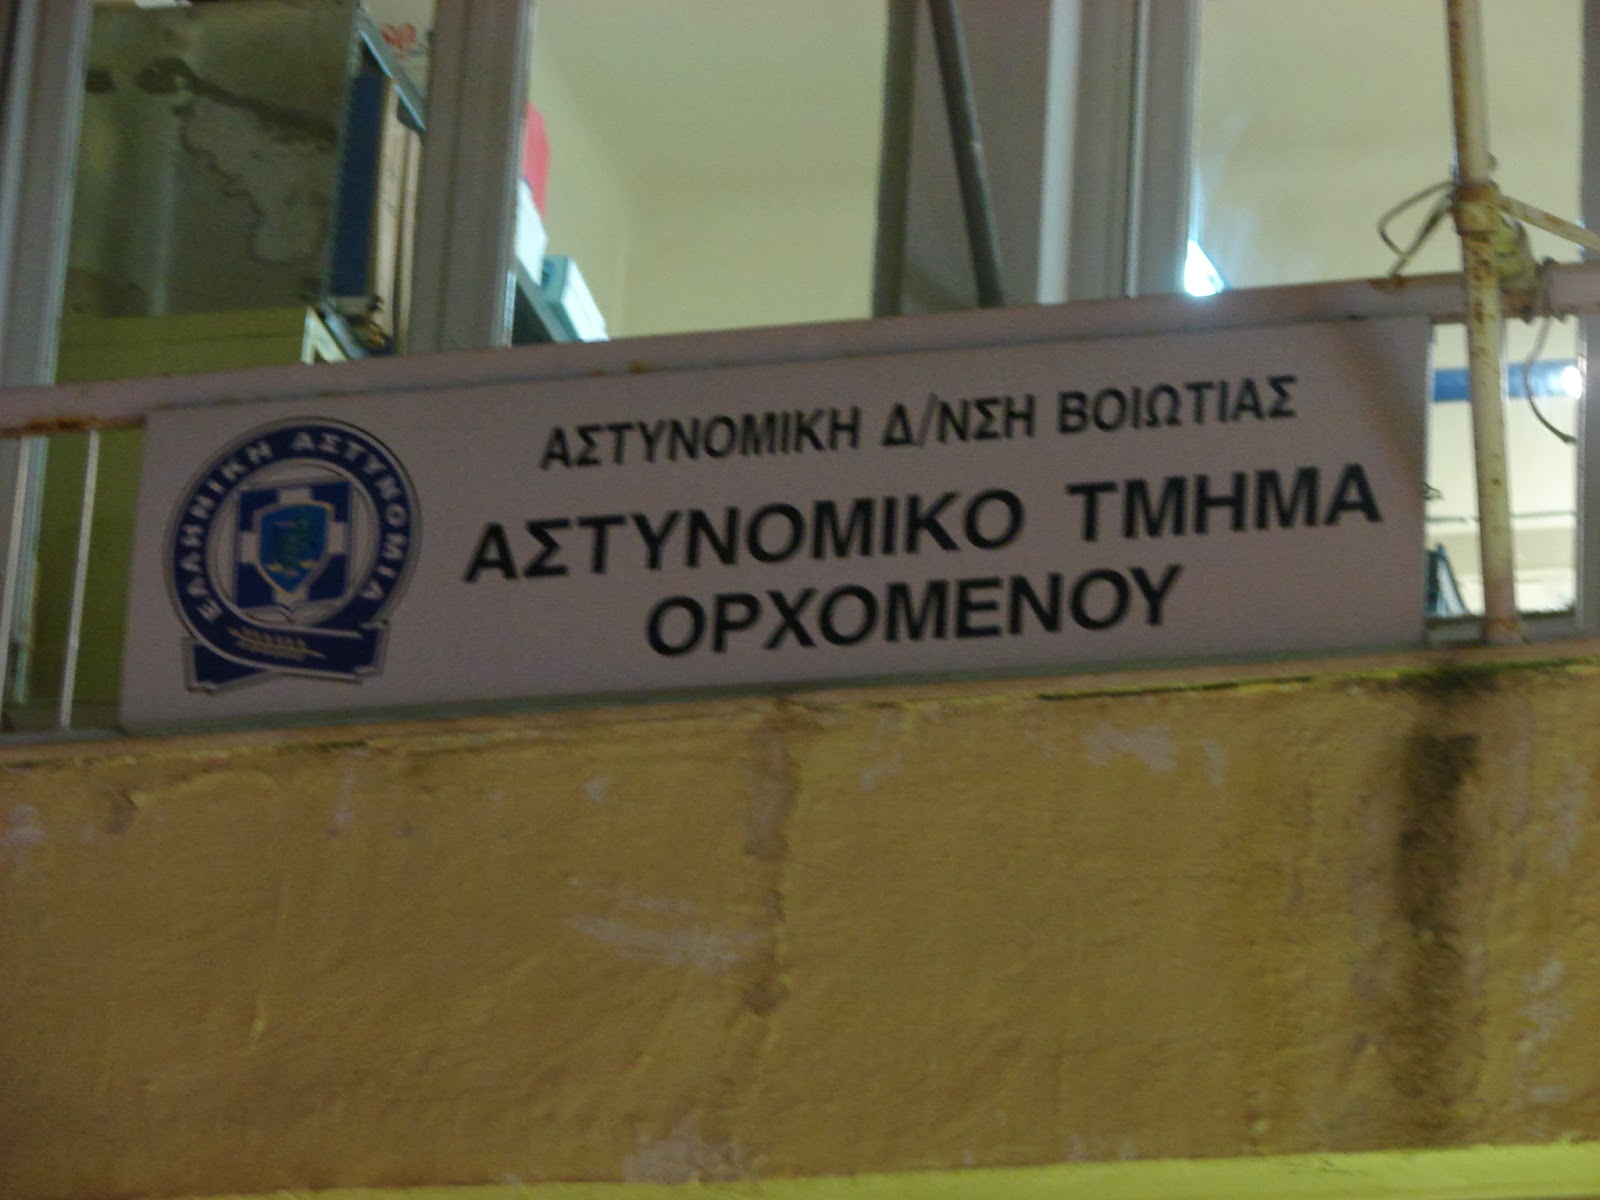 ΕΛΛΗΝΙΚΗ ΑΣΤΥΝΟΜΙΑ
ΑΣΤΥΝΟΜΙΚΗ Δ/ΝΣΗ ΒΟΙΩΤΙΑΣ
ΑΣΤΥΝΟΜΙΚΟ ΤΜΗΜΑ
ΟΡΧΟΜΕΝΟΥ